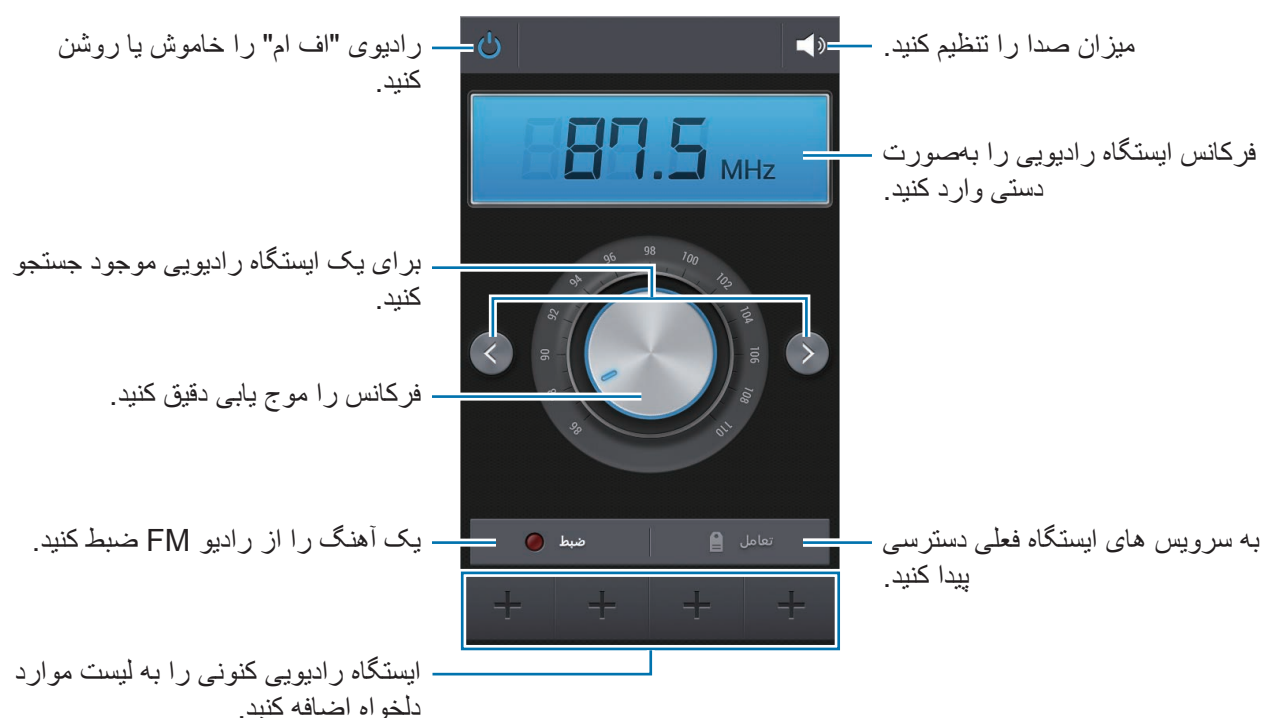 رادیوی "اف ام" را خاموش یا روشن
کنید.
میزان صدا را تنظیم کنید.
87.5 MHz
فرکانس ایستگاه رادیویی را به‌صورت
دستی وارد کنید.
برای یک ایستگاه رادیویی موجود جستجو
کنید.
86
88
90
92
94
96
98
100
102
104
106
108
110
فرکانس را موج یابی دقیق کنید.
یک آهنگ را از رادیو FM ضبط کنید.
ضبط
تعامل
به سرویس های ایستگاه فعلی دسترسی
پیدا کنید.
ایستگاه رادیویی کنونی را به لیست موارد
دلخواه اضافه کنید.